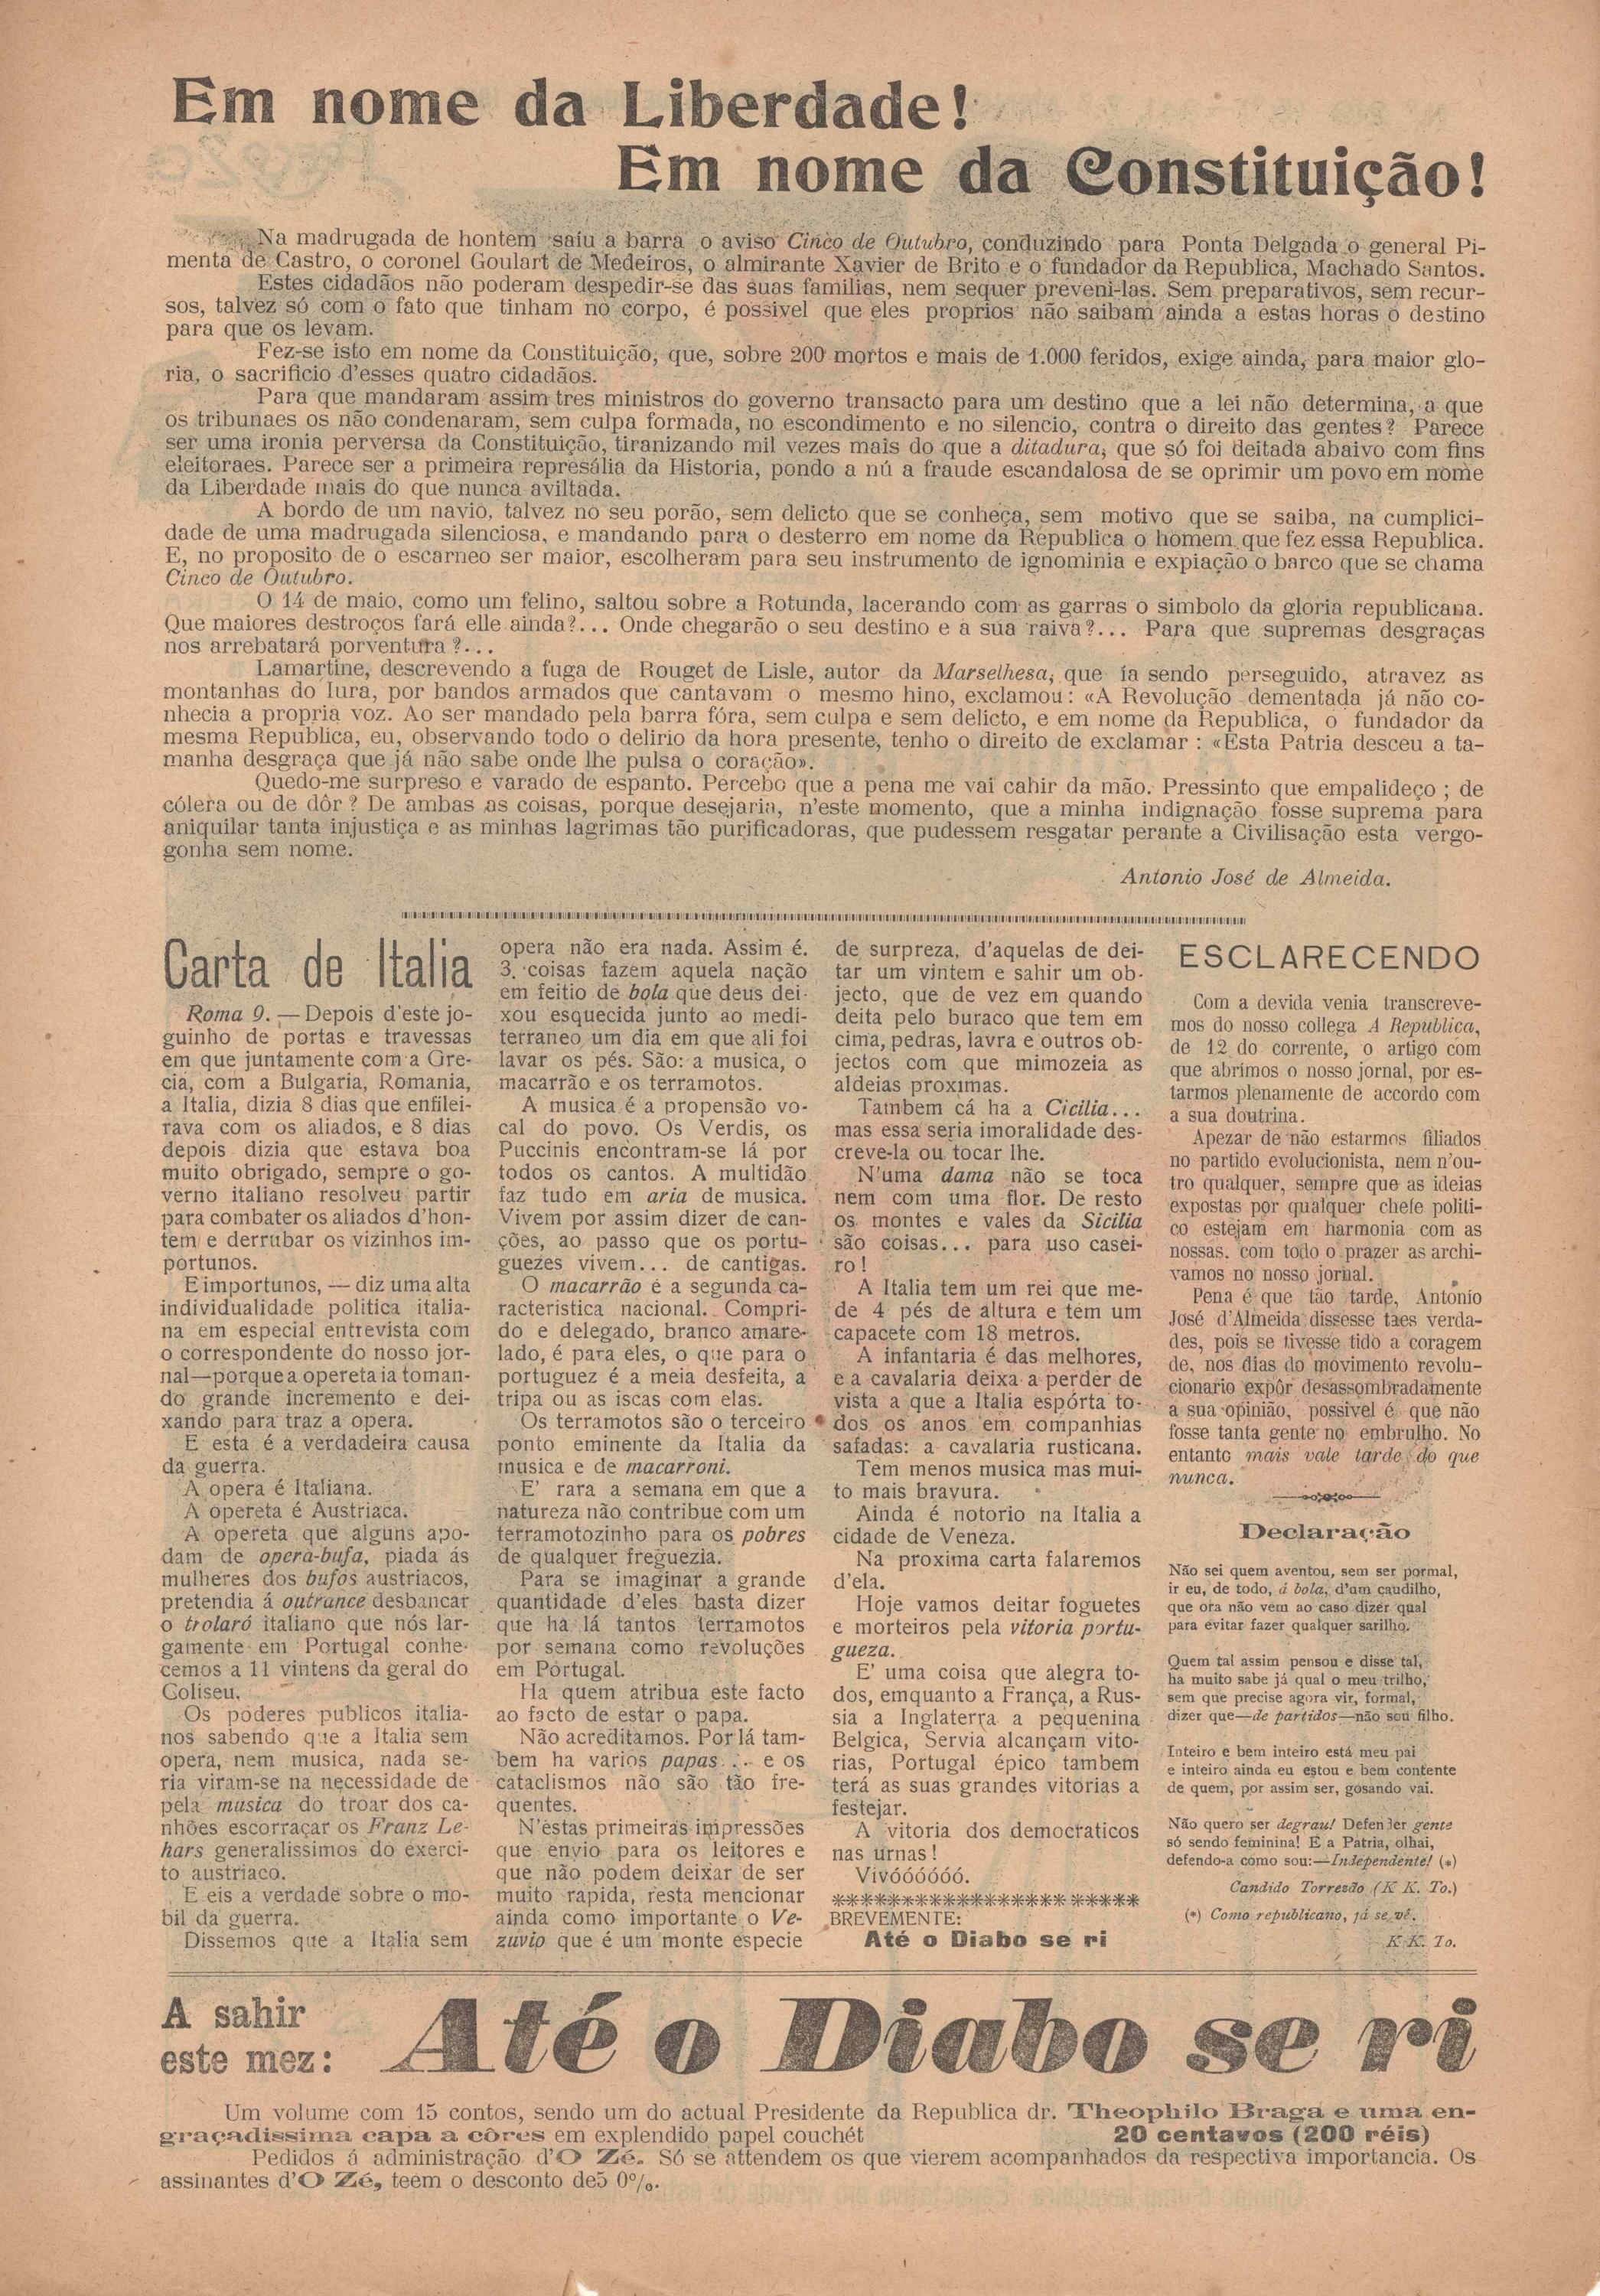 Em nome da Liberdade!
Em nome da Constituição!
Na madrugada de hontem saíu a barra o aviso Cinco de Outubro, conduzindo para Ponta Delgada o general Pi-
menta de Castro, o coronel Goulart de Medeiros, o almirante Xavier de Brito e o fundador da Republica, Machado Santos.
Estes cidadãos não poderam despedir-se das suas familias, nem sequer preveni-las. Sem preparativos, sem recur-
sos, talvez só com o fato que tinham no corpo, é possivel que eles proprios não saibam ainda a estas horas o destino
para que os levam.
Fez-se isto em nome da Constituição, que, sobre 200 mortos e mais de 1.000 feridos, exige ainda, para maior glo-
ria, o sacrificio d'esses quatro cidadãos.
Para que mandaram assim tres ministros do governo transacto para um destino que a lei não determina, a que
os tribunaes os não condenaram, sem culpa formada, no escondimento e no silencio, contra o direito das gentes? Parece
ser uma ironia perversa da Constituição, tiranizando mil vezes mais do que a ditadura, que só foi deitada abaivo com fins
eleitoraes. Parece ser a primeira represália da Historia, pondo a nú a fraude escandalosa de se oprimir um povo em nome
da Liberdade mais do que nunca aviltada.
A bordo de um navio, talvez no seu porão, sem delicto que se conheça, sem motivo que se saiba, na cumplici-
dade de uma madrugada silenciosa, e mandando para o desterro em nome da Republica o homem que fez essa Republica.
E, no proposito de o escarneo ser maior, escolheram para seu instrumento de ignominia e expiação o barco que se chama
Cinco de Outubro.
O 14 de maio, como um felino, saltou sobre a Rotunda, lacerando com as garras o simbolo da gloria republicana.
Que maiores destroços fará elle ainda?... Onde chegarão o seu destino e a sua raiva?... Para que supremas desgraças
nos arrebatará porventura?...
Lamartine, descrevendo a fuga de Rouget de Lisle, autor da Marselhesa, que ía sendo perseguido, atravez as
montanhas do Iura, por bandos armados que cantavam o mesmo hino, exclamou: «A Revolução dementada já não co-
nhecia a propria voz. Ao ser mandado pela barra fóra, sem culpa e sem delicto, e em nome da Republica, o fundador da
mesma Republica, eu, observando todo o delirio da hora presente, tenho o direito de exclamar : «Esta Patria desceu a ta-
manha desgraça que já não sabe onde lhe pulsa o coração».
Quedo-me surpreso e varado de espanto. Percebo que a pena me vai cahir da mão. Pressinto que empalideço ; de
cólera ou de dôr ? De ambas as coisas, porque desejaria, n'este momento, que a minha indignação fosse suprema para
aniquilar tanta injustiça e as minhas lagrimas tão purificadoras, que pudessem resgatar perante a Civilisação esta vergo-
gonha sem nome.
Antonio José de Almeida.
Carta de Italia
Roma 9. — Depois d'este jo-
guinho de portas e travessas
em que juntamente com a Gre-
cia, com a Bulgaria, Romania,
a Italia, dizia 8 dias que enfilei-
rava com os aliados, e 8 dias
depois dizia que estava boa
muito obrigado, sempre o go-
verno italiano resolveu partir
para combater os aliados d'hon-
tem e derrubar os vizinhos im-
portunos.
E importunos, — diz uma alta
individualidade politica italia-
na em especial entrevista com
o correspondente do nosso jor-
nal—porque a opereta ia toman-
do grande incremento e dei-
xando para traz a opera.
E esta é a verdadeira causa
da guerra.
A opera é Italiana.
A opereta é Austriaca.
A opereta que alguns apo-
dam de opera-bufa, piada ás
mulheres dos bufos austriacos,
pretendia á outrance desbancar
o trolaró italiano que nós lar-
gamente em Portugal conhe-
cemos a 11 vintens da geral do
Coliseu.
Os poderes publicos italia-
nos sabendo que a Italia sem
opera, nem musica, nada se-
ria viram-se na necessidade de
pela musica do troar dos ca-
nhões escorraçar os Franz Le-
hars generalissimos do exerci-
to austriaco.
E eis a verdade sobre o mo-
bil da guerra.
Dissemos que a Italia sem
opera não era nada. Assim é.
3. coisas fazem aquela nação
em feitio de bota que deus dei-
xou esquecida junto ao medi-
terraneo um dia em que ali foi
lavar os pés. São: a musica, o
macarrão e os terramotos.
A musica é a propensão vo-
cal do povo. Os Verdis, os
Puccinis encontram-se lá por
todos os cantos. A multidão
faz tudo em aria de musica.
Vivem por assim dizer de can-
ções, ao passo que os portu-
guezes vivem... de cantigas.
O macarrão é a segunda ca-
racteristica nacional. Compri-
do e delegado, branco amare-
lado, é para eles, o que para o
portuguez é a meia desfeita, a
tripa ou as iscas com elas.
Os terramotos são o terceiro
ponto eminente da Italia da
musica e de macarroni.
E' rara a semana em que a
natureza não contribue com um
terramotozinho para os pobres
de qualquer freguezia.
Para se imaginar a grande
quantidade d'eles basta dizer
que ha lá tantos terramotos
por semana como revoluções
em Portugal.
Ha quem atribua este facto
ao facto de estar o papa.
Não acreditamos. Por lá tam-
bem ha varios papas... e os
cataclismos não são tão fre-
quentes.
N'estas primeiras impressões
que envio para os leitores e
que não podem deixar de ser
muito rapida, resta mencionar
ainda como importante o Ve-
zuvio que é um monte especie
de surpreza, d'aquelas de dei-
tar um vintem e sahir um ob-
jecto, que de vez em quando
deita pelo buraco que tem em
cima, pedras, lavra e outros ob-
jectos com que mimozeia as
aldeias proximas.
Tambem cá ha a Cicilia...
mas essa seria imoralidade des-
creve-la ou tocar lhe.
N'uma dama não se toca
nem com uma flor. De resto
os montes e vales da Sicilia
são coisas... para uso casei-
ro!
A Italia tem um rei que me-
de 4 pés de altura e tem um
capacete com 18 metros.
A infantaria é das melhores,
e a cavalaria deixa a perder de
vista a que a Italia espórta to-
dos os anos em companhias
safadas: a cavalaria rusticana.
Tem menos musica mas mui-
to mais bravura.
Ainda é notorio na Italia a
cidade de Veneza.
Na proxima carta falaremos
d'ela.
Hoje vamos deitar foguetes
e morteiros pela vitoria portu-
gueza.
E' uma coisa que alegra to-
dos, emquanto a França, a Rus-
sia a Inglaterra a pequenina
Belgica, Servia alcançam vito-
rias, Portugal épico tambem
terá as suas grandes vitorias a
festejar.
A vitoria dos democraticos
nas urnas!
Vivóóóóóó.
BREVEMENTE:
Até o Diabo se ri
ESCLARECENDO
Com a devida venia transcreve-
mos do nosso collega A Republica,
de 12 do corrente, o artigo com
que abrimos o nosso jornal, por es-
tarmos plenamente de accordo com
a sua doutrina.
Apezar de não estarmos filiados
no partido evolucionista, nem n'ou-
tro qualquer, sempre que as ideias
expostas por qualquer chefe politi-
co estejam em harmonia com as
nossas. com todo o prazer as archi-
vamos no nosso jornal.
Pena é que tão tarde, Antonio
José d'Almeida dissesse taes verda-
des, pois se tivesse tido a coragem
de, nos dias do movimento revolu-
cionario expôr desassombradamente
a sua opinião, possivel é que não
fosse tanta gente no embrulho. No
entanto mais vale tarde do que
nunca.
Declaração
Não sei quem aventou, sem ser pormal,
ir eu, de todo, á bola, d'um caudilho,
que ora não vem ao caso dizer qual
para evitar fazer qualquer sarilho.
Quem tal assim pensou e disse tal,
ha muito sabe já qual o meu trilho,
sem que precise agora vir, formal,
dizer que—de partidos—não sou filho.
Inteiro e bem inteiro está meu pai
e inteiro ainda eu estou e bem contente
de quem, por assim ser, gosando vai.
Não quero ser degrau! Defender gente
só sendo feminina! E a Patria, olhai,
defendo-a como sou:—Independente! (*)
Candido Torrezão (K K. To.)
(*) Como republicano, já se vê.
K K. To.
A sahir
este mez:
Até o Diabo se ri
Um volume com 15 contos, sendo um do actual Presidente da Republica dr. Theophilo Braga e uma en-
graçadissima capa a côres em explendido papel couchét 20 centavos (200 réis)
Pedidos á administração d'O Zé. Só se attendem os que vierem acompanhados da respectiva importancia. Os
assinantes d'O Zé, teem o desconto de5 0%.